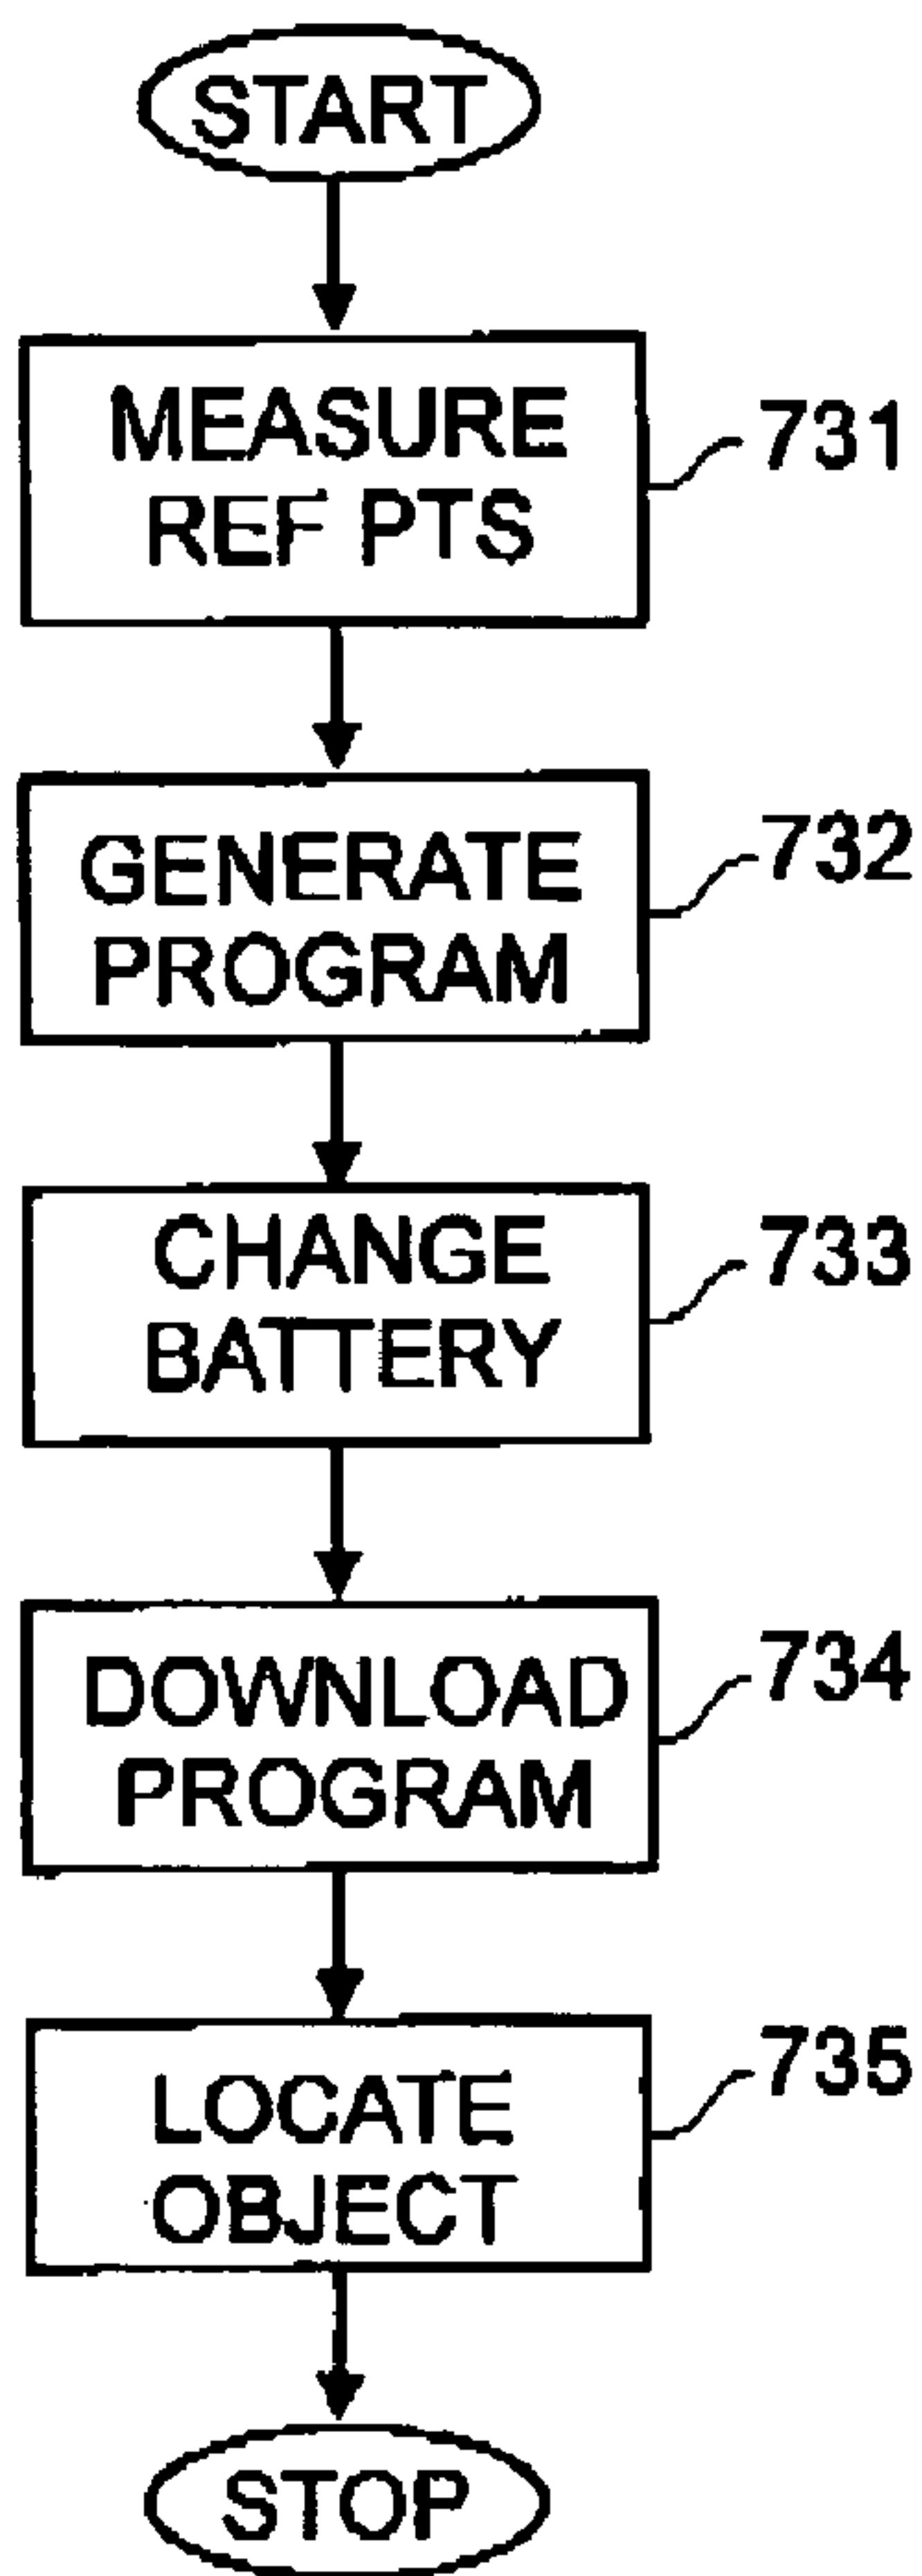 START
MEASURE
REF PTS
731
GENERATE
PROGRAM
732
CHANGE
BATTERY
733
DOWNLOAD
PROGRAM
734
LOCATE
OBJECT
735
STOP